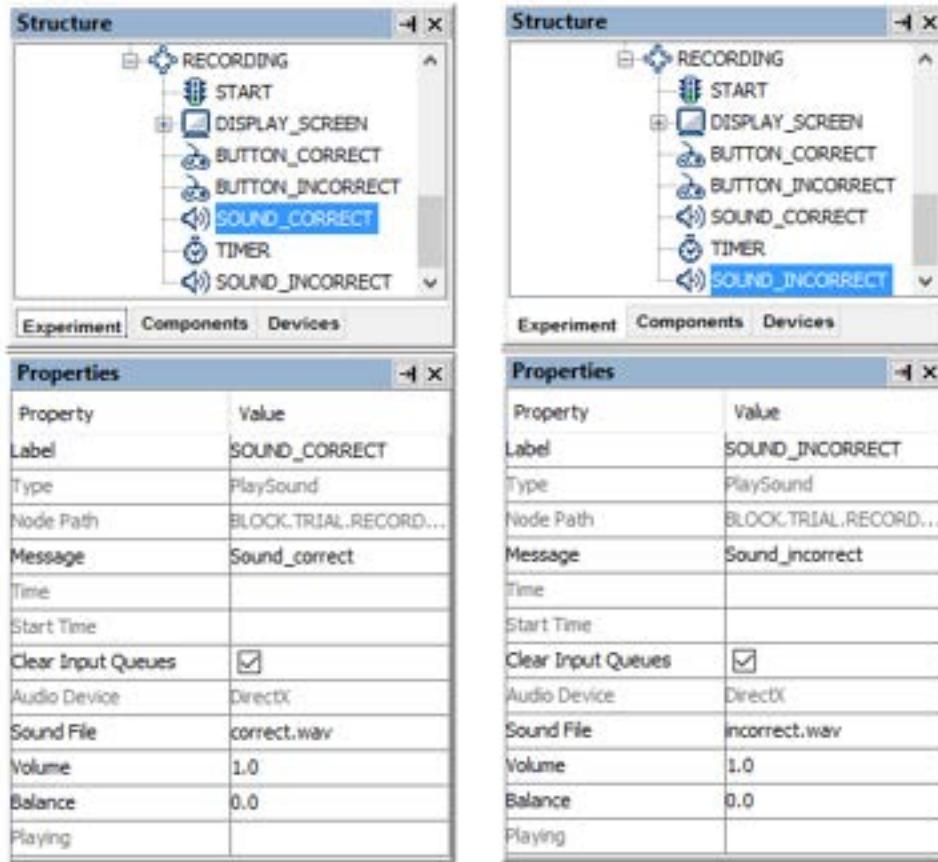 Structure
RECORDING
START
DISPLAY_SCREEN
BUTTON_CORRECT
BUTTON_INCORRECT
SOUND_CORRECT
TIMER
SOUND_INCORRECT
Experiment Components Devices
Properties
Property Value
Label SOUND_CORRECT
Type PlaySound
Node Path BLOCK.TRIAL.RECORD...
Message Sound_correct
Time
Start Time
Clear Input Queues
Audio Device DirectX
Sound File correct.wav
Volume 1.0
Balance 0.0
Playing
Structure
RECORDING
START
DISPLAY_SCREEN
BUTTON_CORRECT
BUTTON_INCORRECT
SOUND_CORRECT
TIMER
SOUND_INCORRECT
Experiment Components Devices
Properties
Property Value
Label SOUND_INCORRECT
Type PlaySound
Node Path BLOCK.TRIAL.RECORD...
Message Sound_incorrect
Time
Start Time
Clear Input Queues
Audio Device DirectX
Sound File incorrect.wav
Volume 1.0
Balance 0.0
Playing